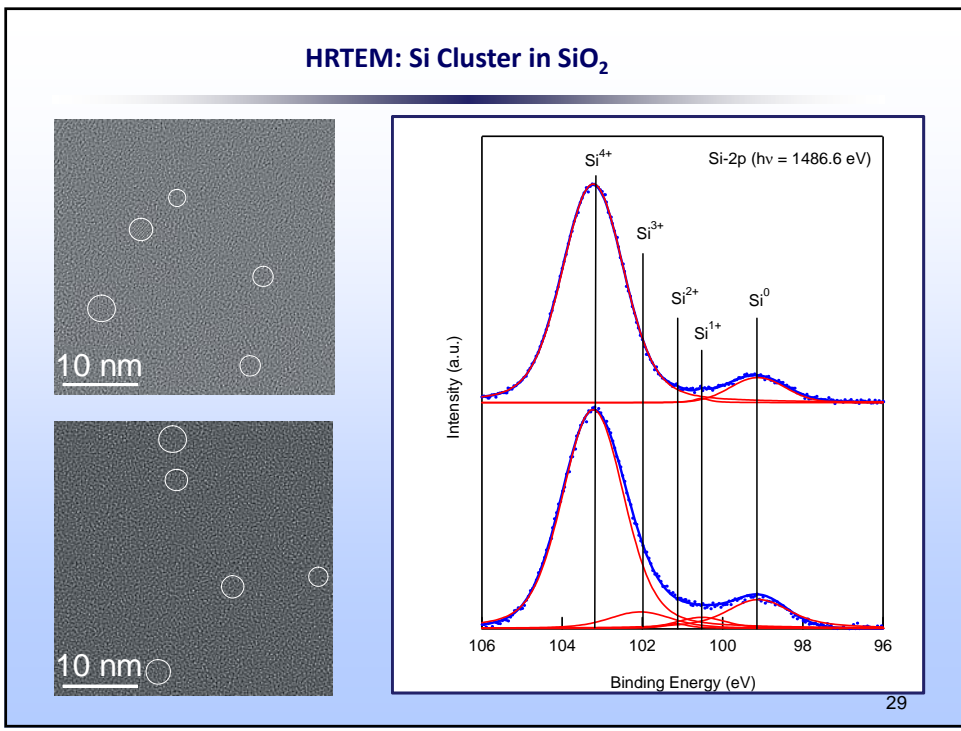 HRTEM: Si Cluster in SiO₂
10 nm
10 nm
Si-2p (hν = 1486.6 eV)
Si⁴⁺
Si³⁺
Si²⁺
Si¹⁺
Si⁰
Intensity (a.u.)
106 104 102 100 98 96
Binding Energy (eV)
29